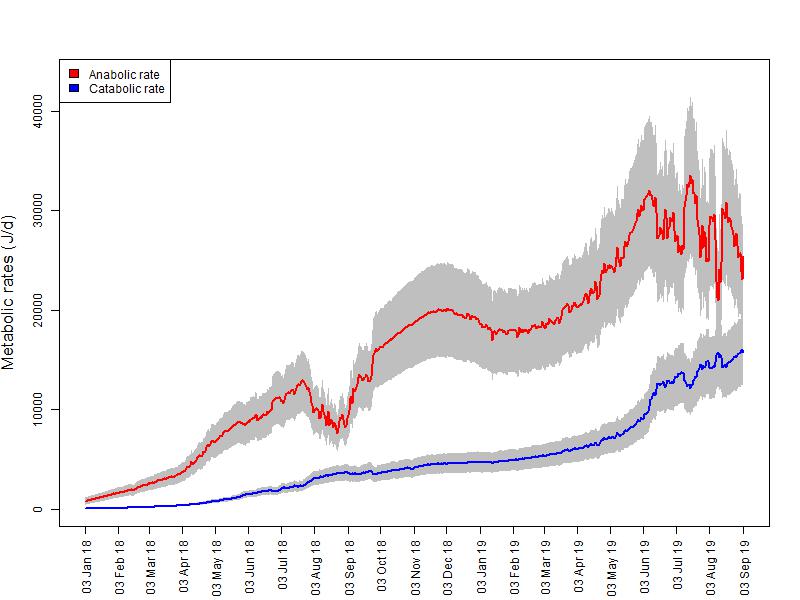 Anabolic rate
Catabolic rate
Metabolic rates (J/d)
40000
30000
20000
10000
0
03 Jan 18
03 Feb 18
03 Mar 18
03 Apr 18
03 May 18
03 Jun 18
03 Jul 18
03 Aug 18
03 Sep 18
03 Oct 18
03 Nov 18
03 Dec 18
03 Jan 19
03 Feb 19
03 Mar 19
03 Apr 19
03 May 19
03 Jun 19
03 Jul 19
03 Aug 19
03 Sep 19